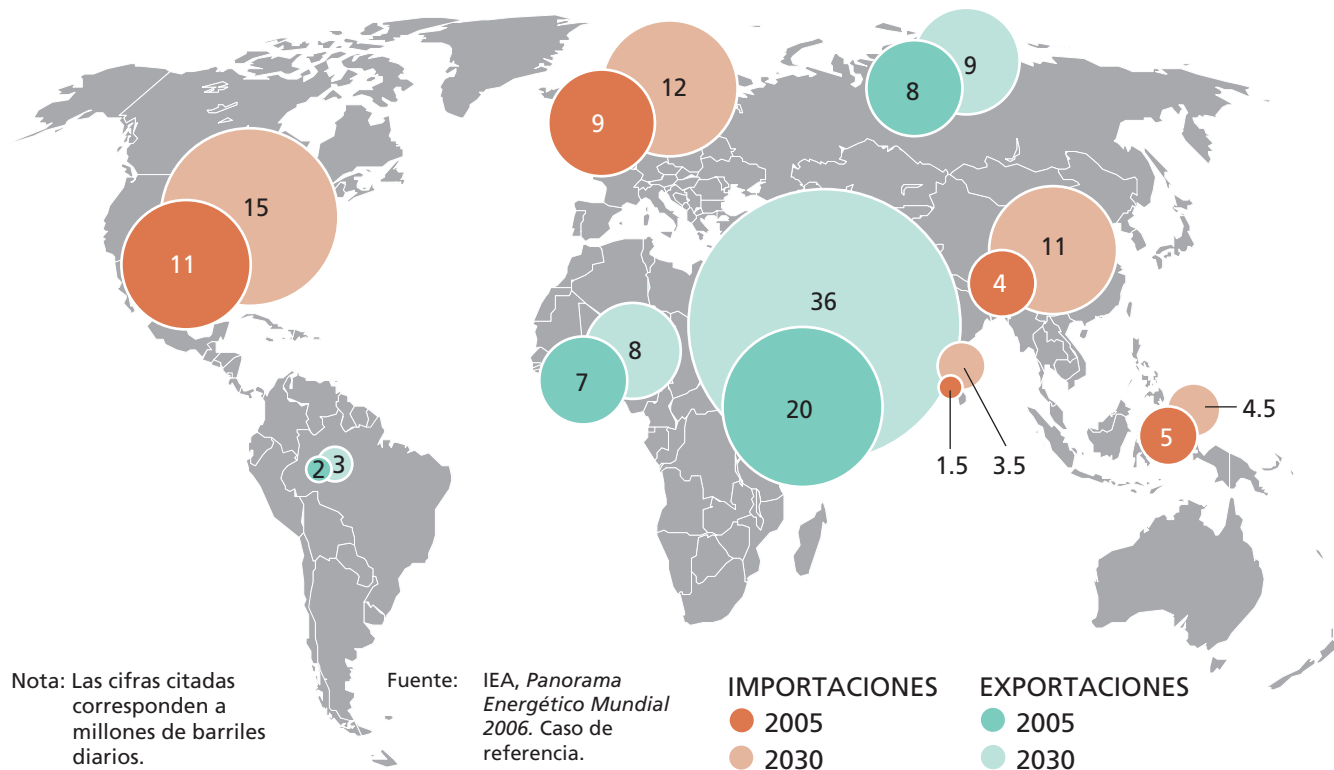 9
12
8
9
15
11
11
4
36
8
7
20
1.5
3.5
4.5
5
2
3
Nota: Las cifras citadas
corresponden a
millones de barriles
diarios.
Fuente: IEA, Panorama
Energético Mundial
2006. Caso de
referencia.
IMPORTACIONES
2005
2030
EXPORTACIONES
2005
2030